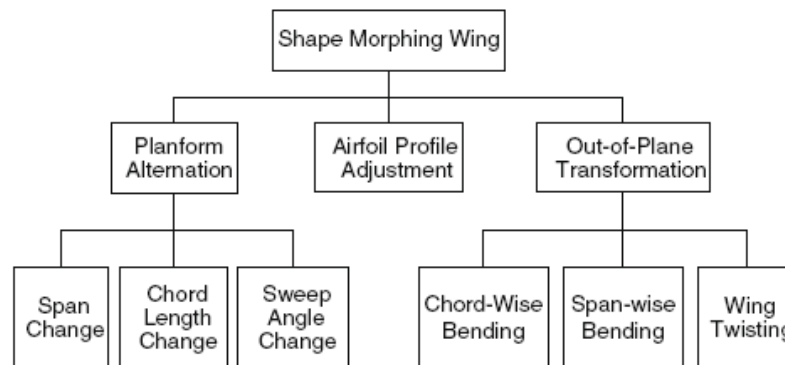 Shape Morphing Wing
Planform
Alternation
Airfoil Profile
Adjustment
Out-of-Plane
Transformation
Span
Change
Chord
Length
Change
Sweep
Angle
Change
Chord-Wise
Bending
Span-wise
Bending
Wing
Twisting